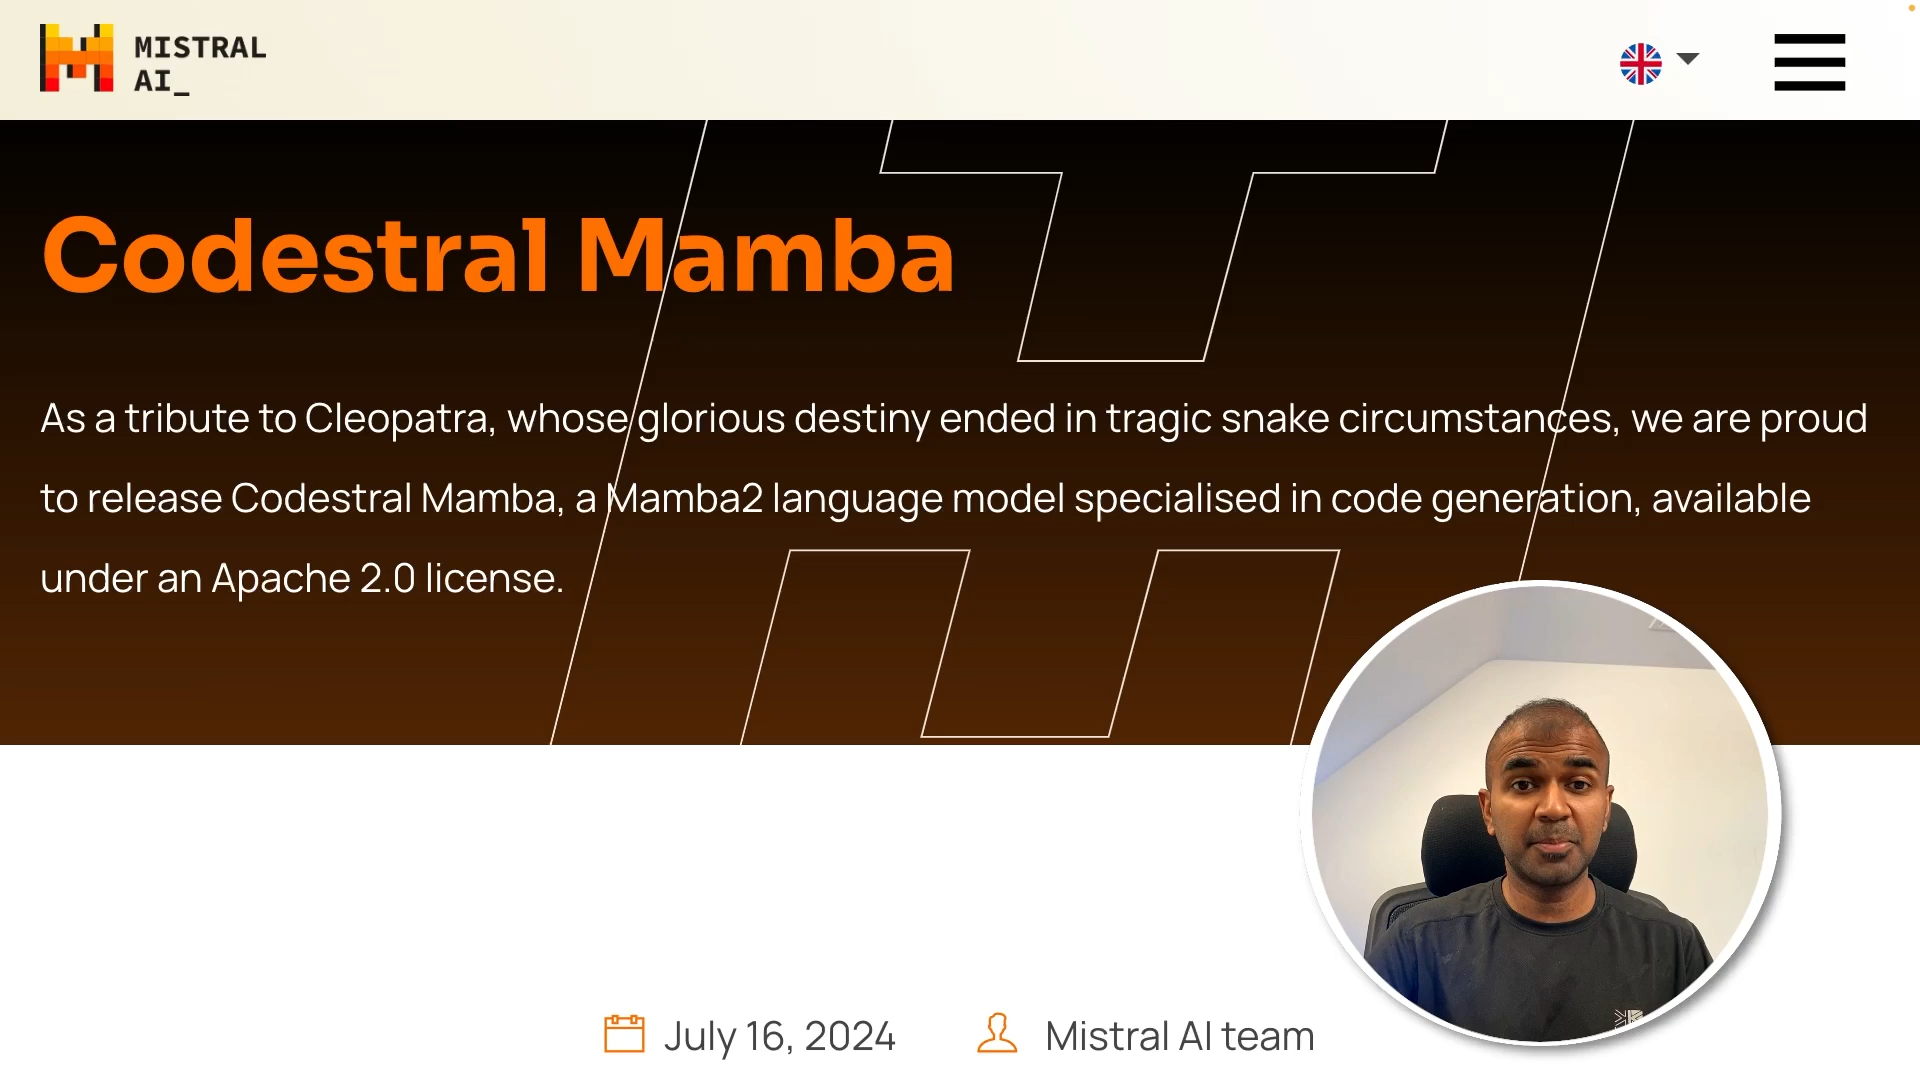 MISTRAL
AI_
Codestral Mamba
As a tribute to Cleopatra, whose glorious destiny ended in tragic snake circumstances, we are proud
to release Codestral Mamba, a Mamba2 language model specialised in code generation, available
under an Apache 2.0 license.
July 16, 2024
Mistral AI team